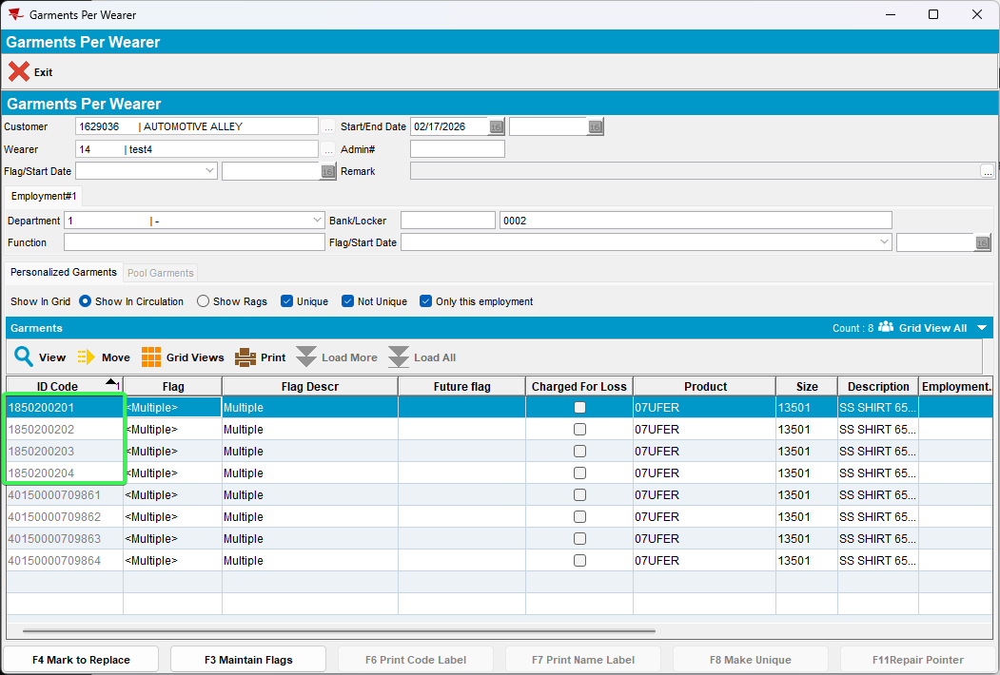 Garments Per Wearer
Garments Per Wearer
Exit
Garments Per Wearer
Customer 1629036 | AUTOMOTIVE ALLEY ... Start/End Date 02/17/2026 16 16
Wearer 14 | test4 ... Admin#
Flag/Start Date 16 Remark ...
Employment#1
Department 1 | - Bank/Locker 0002
Function Flag/Start Date 16
Personalized Garments Pool Garments
Show In Grid Show In Circulation Show Rags Unique Not Unique Only this employment
Garments Count : 8 Grid View All
View Move Grid Views Print Load More Load All
ID Code 1 Flag Flag Descr Future flag Charged For Loss Product Size Description Employment.
1850200201 <Multiple> Multiple 07UFER 13501 SS SHIRT 65...
1850200202 <Multiple> Multiple 07UFER 13501 SS SHIRT 65...
1850200203 <Multiple> Multiple 07UFER 13501 SS SHIRT 65...
1850200204 <Multiple> Multiple 07UFER 13501 SS SHIRT 65...
40150000709861 <Multiple> Multiple 07UFER 13501 SS SHIRT 65...
40150000709862 <Multiple> Multiple 07UFER 13501 SS SHIRT 65...
40150000709863 <Multiple> Multiple 07UFER 13501 SS SHIRT 65...
40150000709864 <Multiple> Multiple 07UFER 13501 SS SHIRT 65...
F4 Mark to Replace F3 Maintain Flags F6 Print Code Label F7 Print Name Label F8 Make Unique F11Repair Pointer